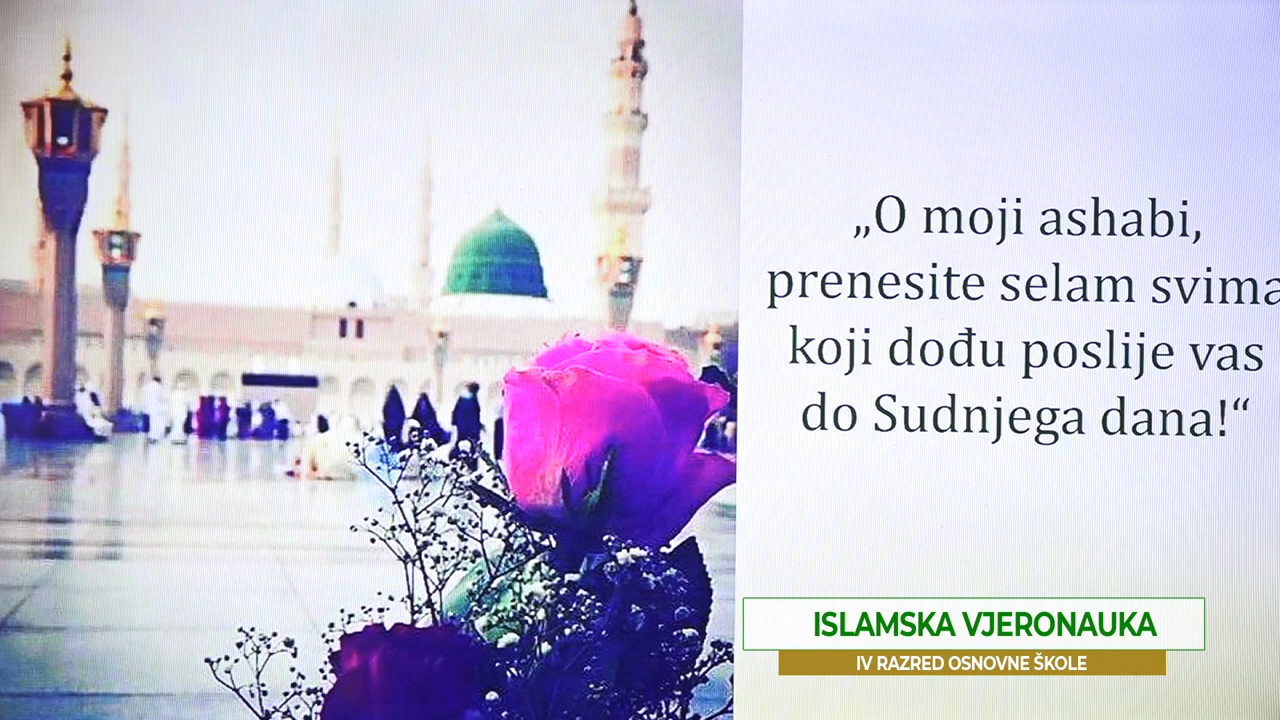 „O moji ashabi,
prenesite selam svima
koji dođu poslije vas
do Sudnjega dana!“
ISLAMSKA VJERONAUKA
IV RAZRED OSNOVNE ŠKOLE